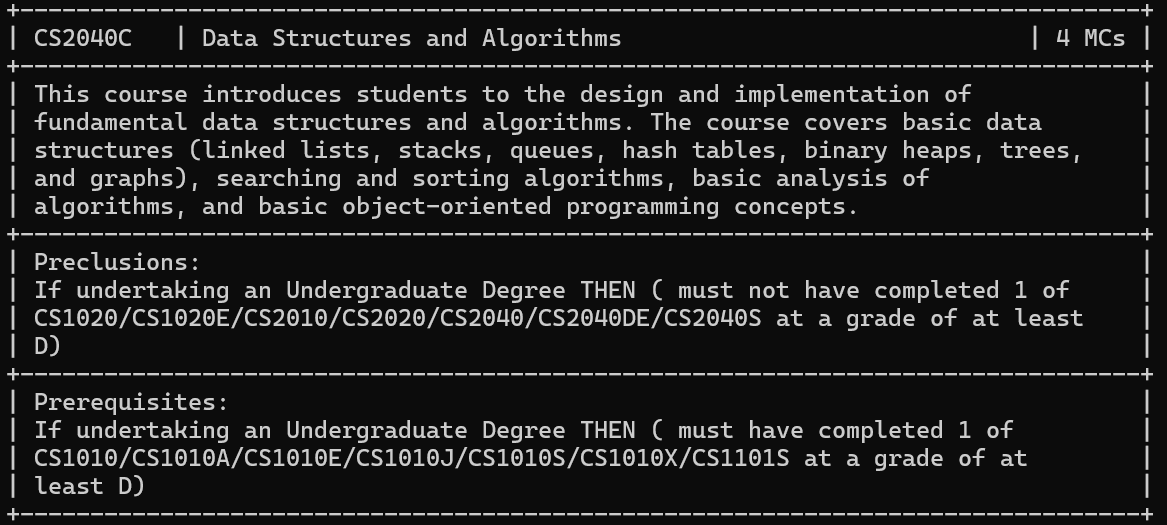 CS2040C | Data Structures and Algorithms | 4 MCs
This course introduces students to the design and implementation of
fundamental data structures and algorithms. The course covers basic data
structures (linked lists, stacks, queues, hash tables, binary heaps, trees,
and graphs), searching and sorting algorithms, basic analysis of
algorithms, and basic object-oriented programming concepts.
Preclusions:
If undertaking an Undergraduate Degree THEN ( must not have completed 1 of
CS1020/CS1020E/CS2010/CS2020/CS2040/CS2040DE/CS2040S at a grade of at least
D)
Prerequisites:
If undertaking an Undergraduate Degree THEN ( must have completed 1 of
CS1010/CS1010A/CS1010E/CS1010J/CS1010S/CS1010X/CS1101S at a grade of at
least D)